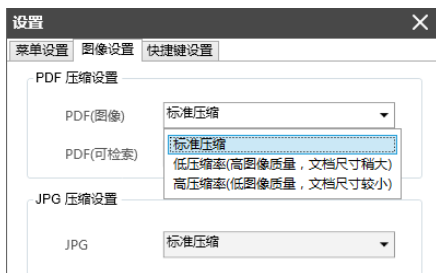 设置
菜单设置 图像设置 快捷键设置
PDF 压缩设置
PDF(图像) 标准压缩
标准压缩
PDF(可检索) 低压缩率(高图像质量，文档尺寸稍大)
高压缩率(低图像质量，文档尺寸较小)
JPG 压缩设置
JPG 标准压缩